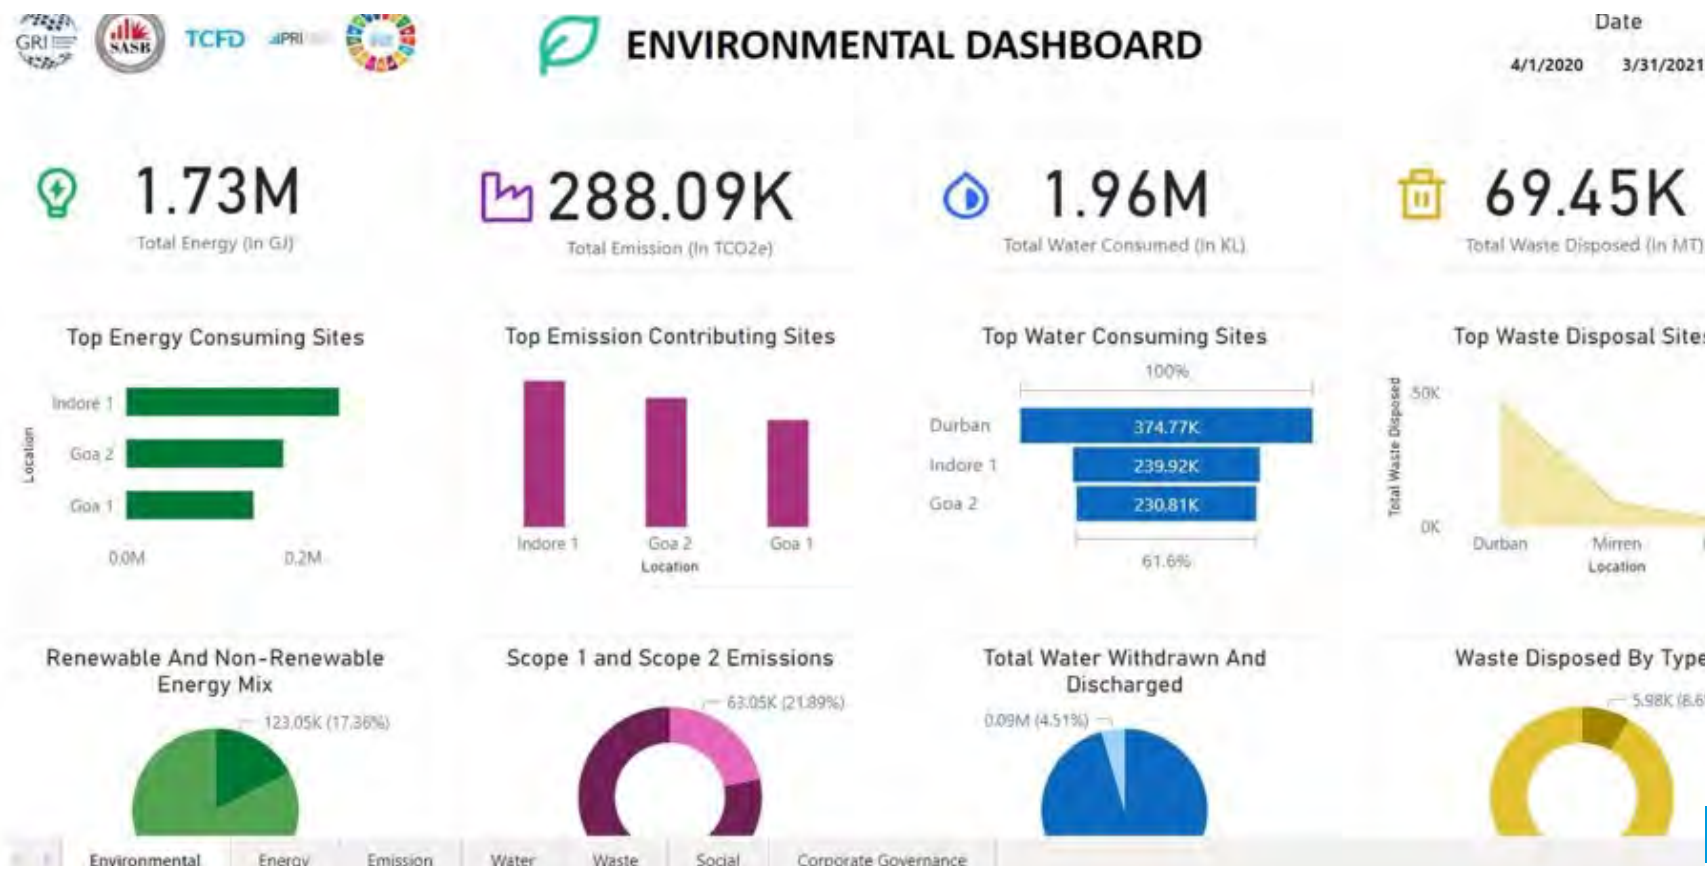 GRI
SASB
TCFD
PRI
ENVIRONMENTAL DASHBOARD
Date
4/1/2020 3/31/2021
1.73M
Total Energy (In GJ)
288.09K
Total Emission (In TCO2e)
1.96M
Total Water Consumed (In KL)
69.45K
Total Waste Disposed (In MT)
Top Energy Consuming Sites
Location
Indore 1
Goa 2
Goa 1
0.0M 0.2M
Top Emission Contributing Sites
Indore 1 Goa 2 Goa 1
Location
Top Water Consuming Sites
100%
Durban 374.77K
Indore 1 239.92K
Goa 2 230.81K
61.6%
Top Waste Disposal Sites
Total Waste Disposed
50K
0K
Durban Mirren
Location
Renewable And Non-Renewable
Energy Mix
123.05K (17.36%)
Scope 1 and Scope 2 Emissions
63.05K (21.89%)
Total Water Withdrawn And
Discharged
0.09M (4.51%)
Waste Disposed By Type
5.98K (8.6
Environmental Energy Emission Water Waste Social Corporate Governance